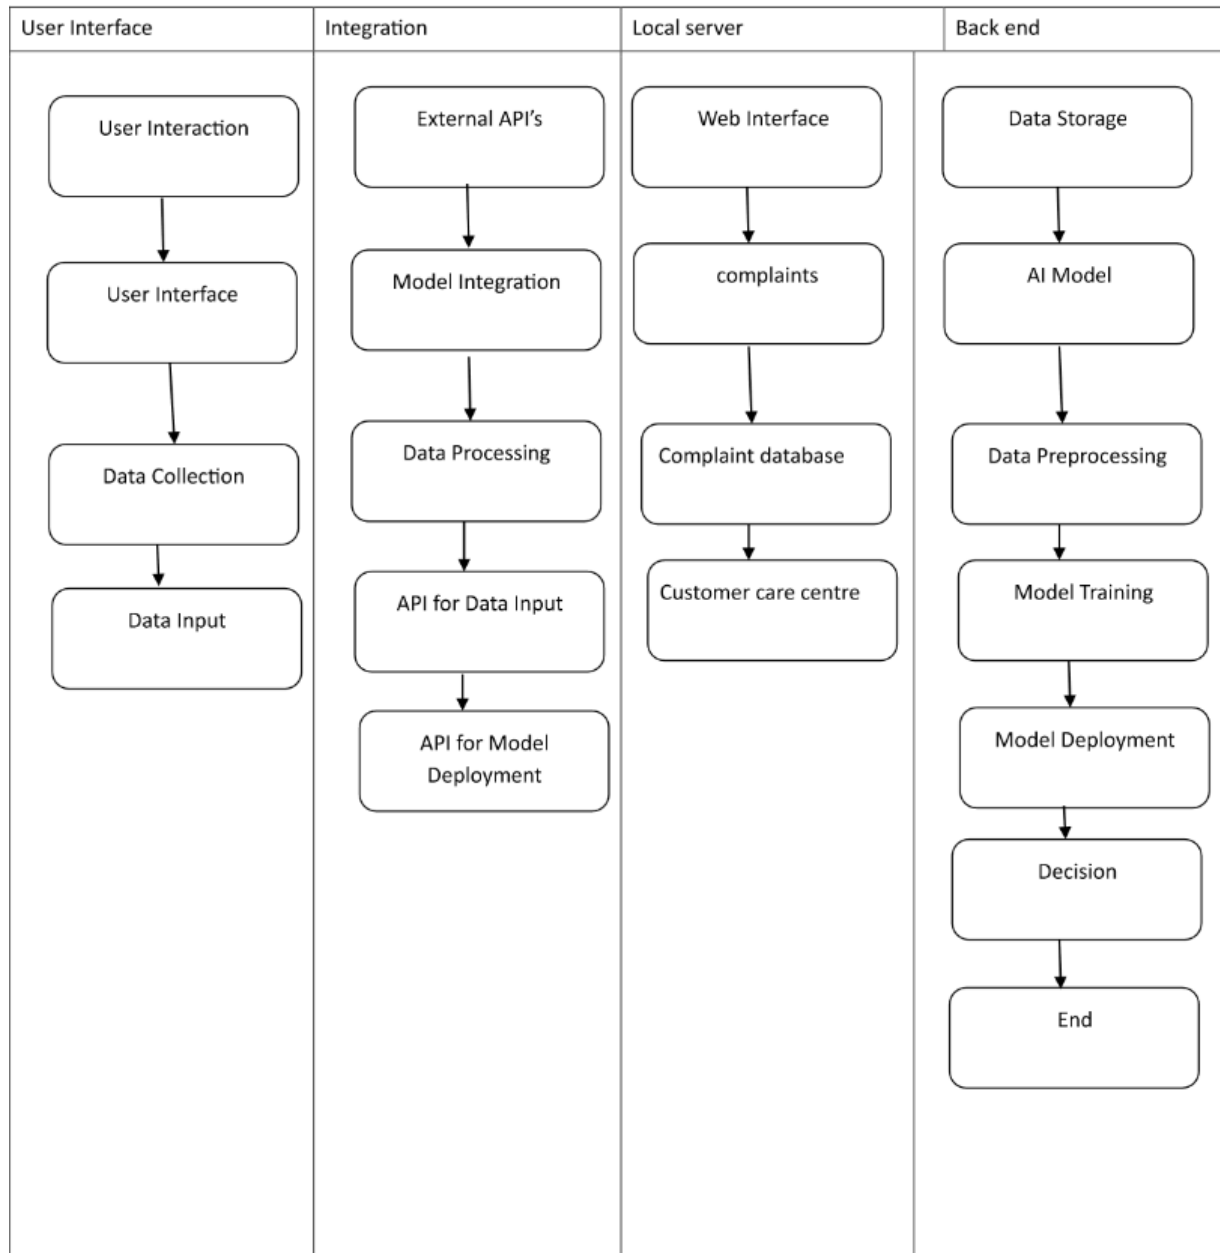 User Interface
Integration
Local server
Back end
User Interaction
User Interface
Data Collection
Data Input
External API's
Model Integration
Data Processing
API for Data Input
API for Model
Deployment
Web Interface
complaints
Complaint database
Customer care centre
Data Storage
AI Model
Data Preprocessing
Model Training
Model Deployment
Decision
End